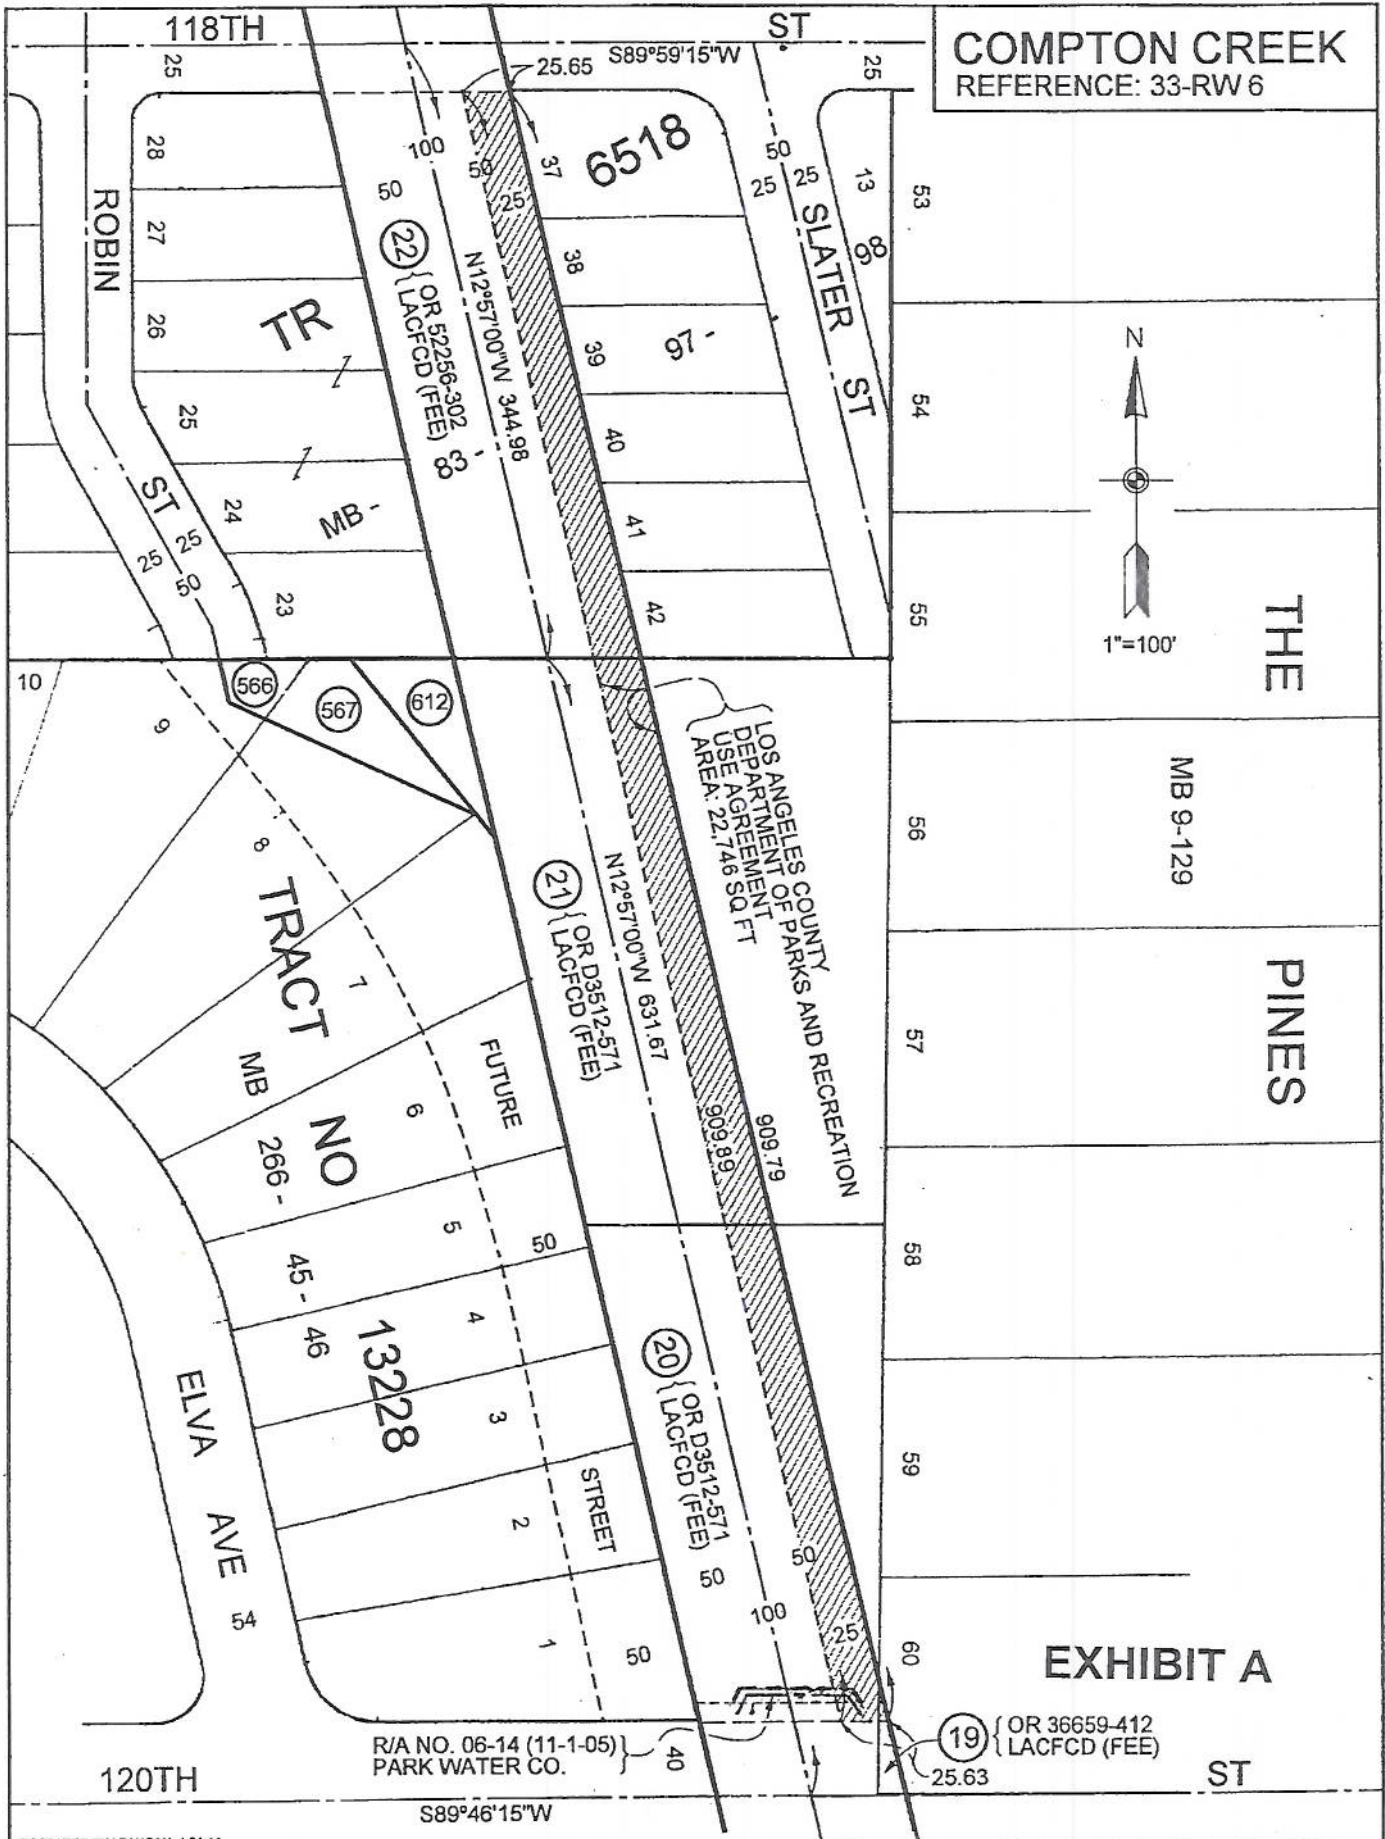 118TH
ST
S89°59'15"W
25.65
COMPTON CREEK
REFERENCE: 33-RW 6
25
25
28
27
26
25
24
23
ROBIN
ST
25
25
50
TR
MB -
83 -
50
100
50
25
22
OR 52256-302
LACFCD (FEE)
N12°57'00"W 344.98
37
38
39
40
41
42
6518
97 -
98
50
25
25
13
SLATER ST
53
54
55
56
57
58
59
60
N
1"=100'
THE
PINES
MB 9-129
10
9
8
7
6
5
4
3
2
1
566
567
612
LOS ANGELES COUNTY
DEPARTMENT OF PARKS AND RECREATION
USE AGREEMENT
AREA: 22,746 SQ FT
21
OR D3512-571
LACFCD (FEE)
N12°57'00"W 631.67
909.89
909.79
TRACT
NO
13228
MB
266 -
45 -
46
FUTURE
STREET
50
50
20
OR D3512-571
LACFCD (FEE)
50
50
100
25
ELVA AVE
54
EXHIBIT A
19
OR 36659-412
LACFCD (FEE)
25.63
R/A NO. 06-14 (11-1-05)
PARK WATER CO.
40
120TH
ST
S89°46'15"W